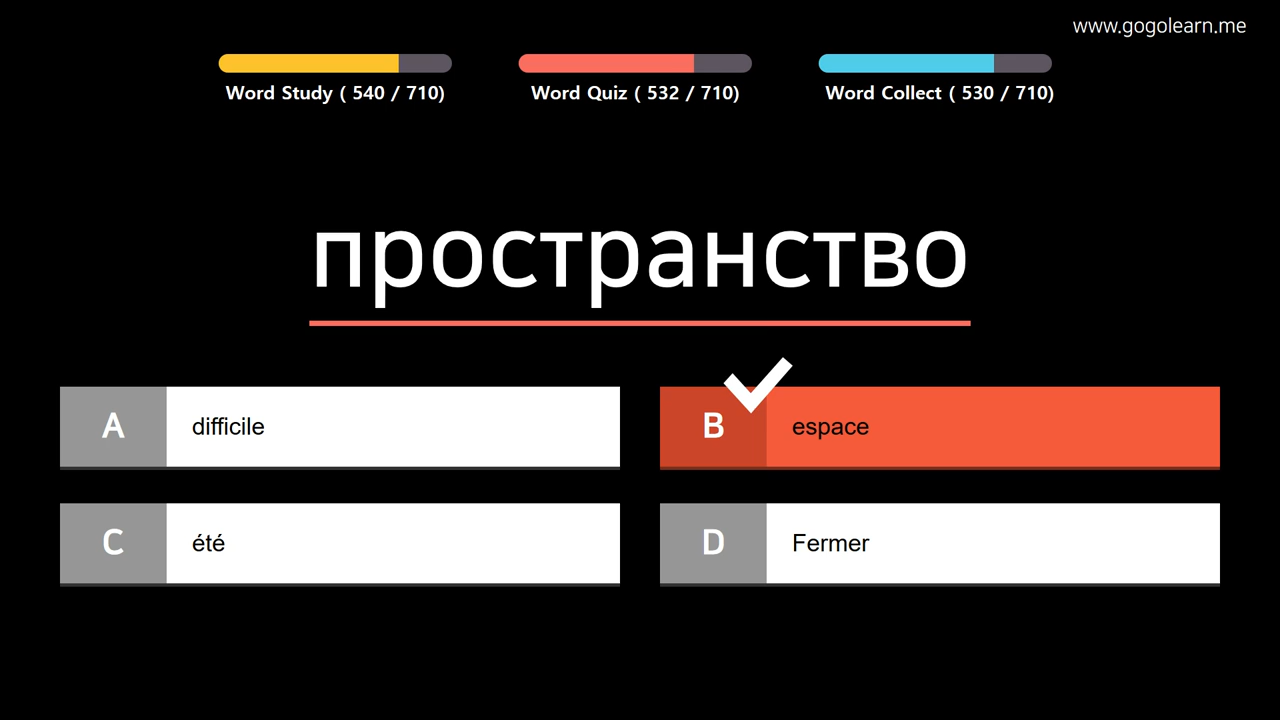 www.gogolearn.me
Word Study ( 540 / 710)
Word Quiz ( 532 / 710)
Word Collect ( 530 / 710)
пространство
A difficile
B espace
C été
D Fermer